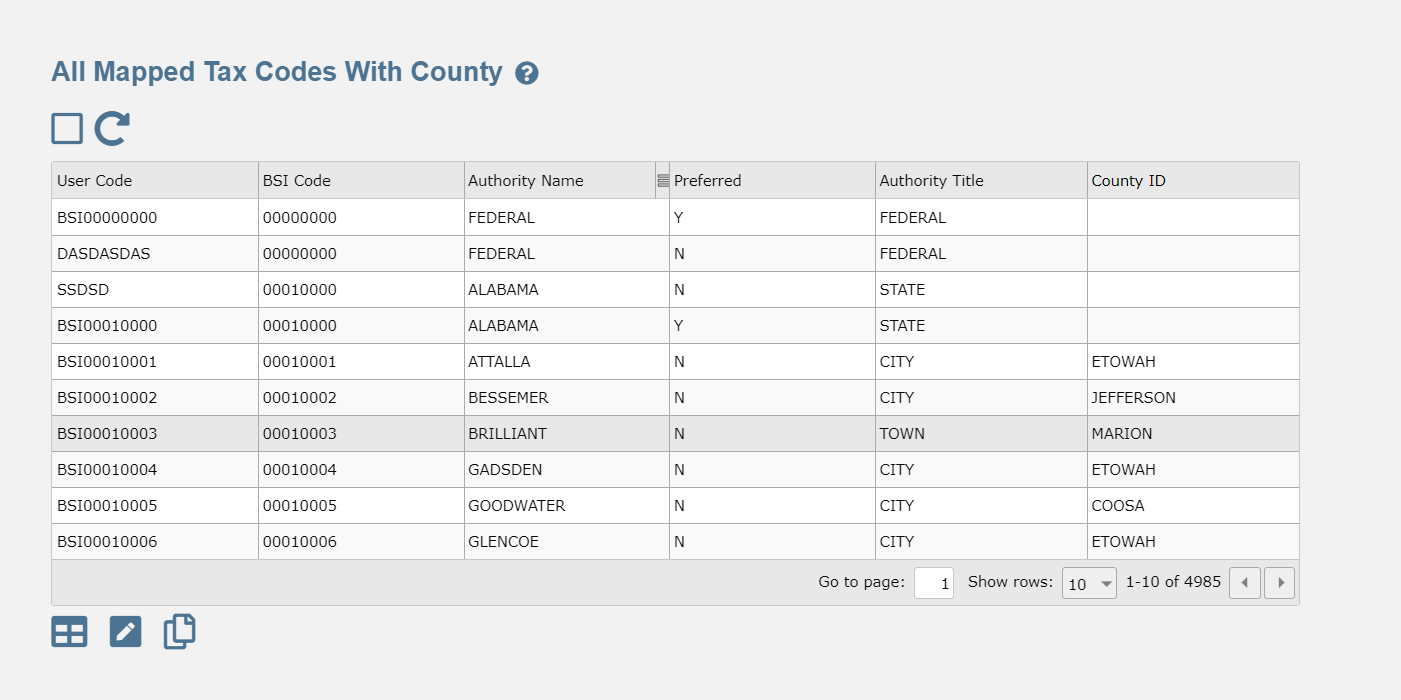 All Mapped Tax Codes With County ?
User Code BSI Code Authority Name Preferred Authority Title County ID
BSI00000000 00000000 FEDERAL Y FEDERAL
DASDASDAS 00000000 FEDERAL N FEDERAL
SSDSD 00010000 ALABAMA N STATE
BSI00010000 00010000 ALABAMA Y STATE
BSI00010001 00010001 ATTALLA N CITY ETOWAH
BSI00010002 00010002 BESSEMER N CITY JEFFERSON
BSI00010003 00010003 BRILLIANT N TOWN MARION
BSI00010004 00010004 GADSDEN N CITY ETOWAH
BSI00010005 00010005 GOODWATER N CITY COOSA
BSI00010006 00010006 GLENCOE N CITY ETOWAH
Go to page: 1 Show rows: 10 1-10 of 4985